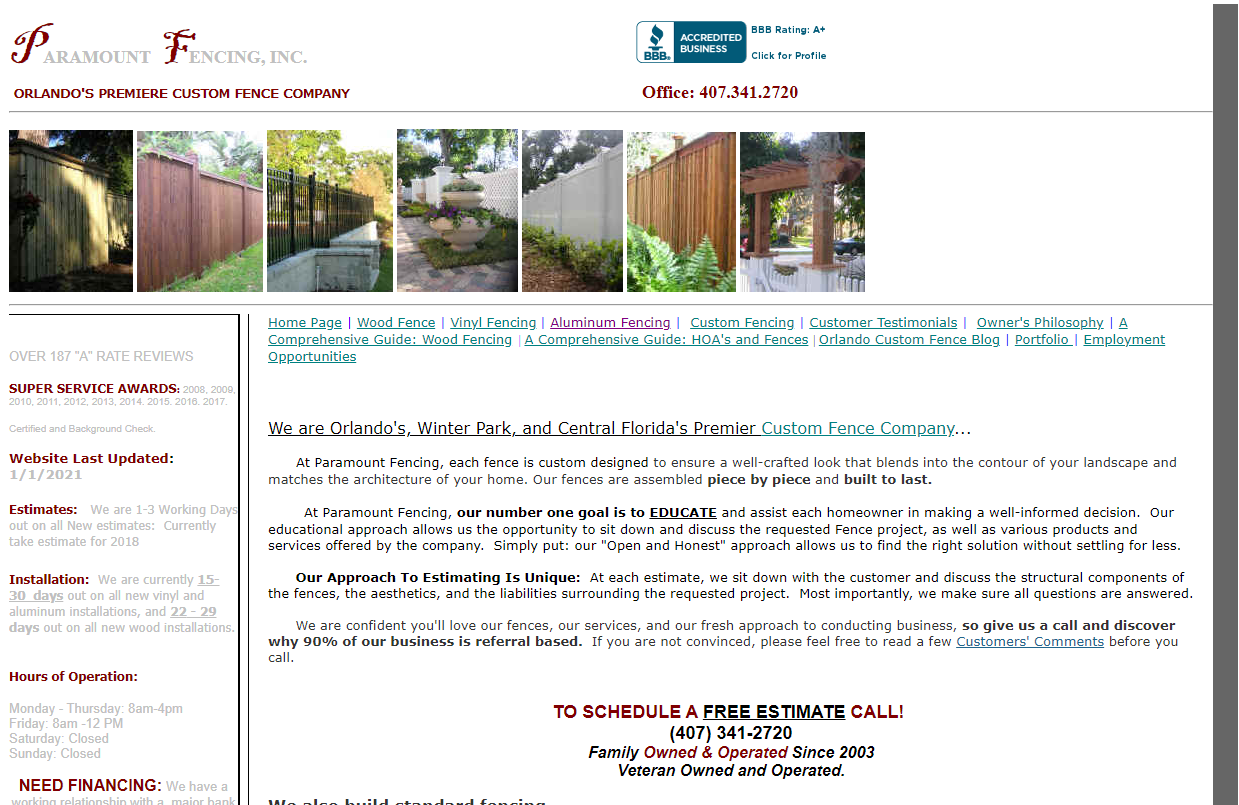 PARAMOUNT FENCING, INC.
BBB ACCREDITED BUSINESS BBB Rating: A+
Click for Profile
ORLANDO'S PREMIERE CUSTOM FENCE COMPANY
Office: 407.341.2720
OVER 187 "A" RATE REVIEWS
SUPER SERVICE AWARDS: 2008, 2009,
2010, 2011, 2012, 2013, 2014. 2015. 2016. 2017.
Certified and Background Check.
Website Last Updated:
1/1/2021
Estimates: We are 1-3 Working Days
out on all New estimates: Currently
take estimate for 2018
Installation: We are currently 15-
30 days out on all new vinyl and
aluminum installations, and 22 - 29
days out on all new wood installations.
Hours of Operation:
Monday - Thursday: 8am-4pm
Friday: 8am -12 PM
Saturday: Closed
Sunday: Closed
NEED FINANCING: We have a
working relationship with a major bank
Home Page | Wood Fence | Vinyl Fencing | Aluminum Fencing | Custom Fencing | Customer Testimonials | Owner's Philosophy | A
Comprehensive Guide: Wood Fencing | A Comprehensive Guide: HOA's and Fences | Orlando Custom Fence Blog | Portfolio | Employment
Opportunities
We are Orlando's, Winter Park, and Central Florida's Premier Custom Fence Company...
At Paramount Fencing, each fence is custom designed to ensure a well-crafted look that blends into the contour of your landscape and
matches the architecture of your home. Our fences are assembled piece by piece and built to last.
At Paramount Fencing, our number one goal is to EDUCATE and assist each homeowner in making a well-informed decision. Our
educational approach allows us the opportunity to sit down and discuss the requested Fence project, as well as various products and
services offered by the company. Simply put: our "Open and Honest" approach allows us to find the right solution without settling for less.
Our Approach To Estimating Is Unique: At each estimate, we sit down with the customer and discuss the structural components of
the fences, the aesthetics, and the liabilities surrounding the requested project. Most importantly, we make sure all questions are answered.
We are confident you'll love our fences, our services, and our fresh approach to conducting business, so give us a call and discover
why 90% of our business is referral based. If you are not convinced, please feel free to read a few Customers' Comments before you
call.
TO SCHEDULE A FREE ESTIMATE CALL!
(407) 341-2720
Family Owned & Operated Since 2003
Veteran Owned and Operated.
We also build standard fencing